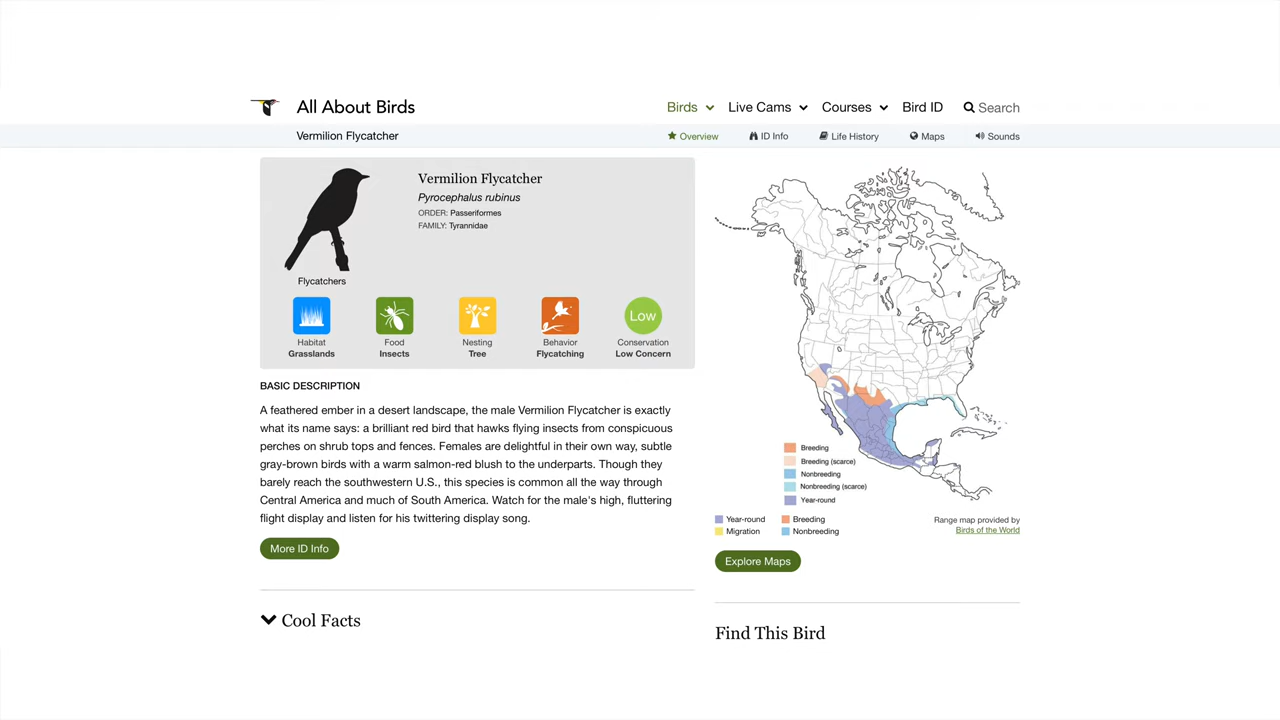 All About Birds
Birds
Live Cams
Courses
Bird ID
Search
Vermilion Flycatcher
Overview
ID Info
Life History
Maps
Sounds
Vermilion Flycatcher
Pyrocephalus rubinus
ORDER: Passeriformes
FAMILY: Tyrannidae
Flycatchers
Habitat
Grasslands
Food
Insects
Nesting
Tree
Behavior
Flycatching
Low
Conservation
Low Concern
BASIC DESCRIPTION
A feathered ember in a desert landscape, the male Vermilion Flycatcher is exactly
what its name says: a brilliant red bird that hawks flying insects from conspicuous
perches on shrub tops and fences. Females are delightful in their own way, subtle
gray-brown birds with a warm salmon-red blush to the underparts. Though they
barely reach the southwestern U.S., this species is common all the way through
Central America and much of South America. Watch for the male's high, fluttering
flight display and listen for his twittering display song.
More ID Info
Cool Facts
Breeding
Breeding (scarce)
Nonbreeding
Nonbreeding (scarce)
Year-round
Year-round
Breeding
Migration
Nonbreeding
Range map provided by
Birds of the World
Explore Maps
Find This Bird